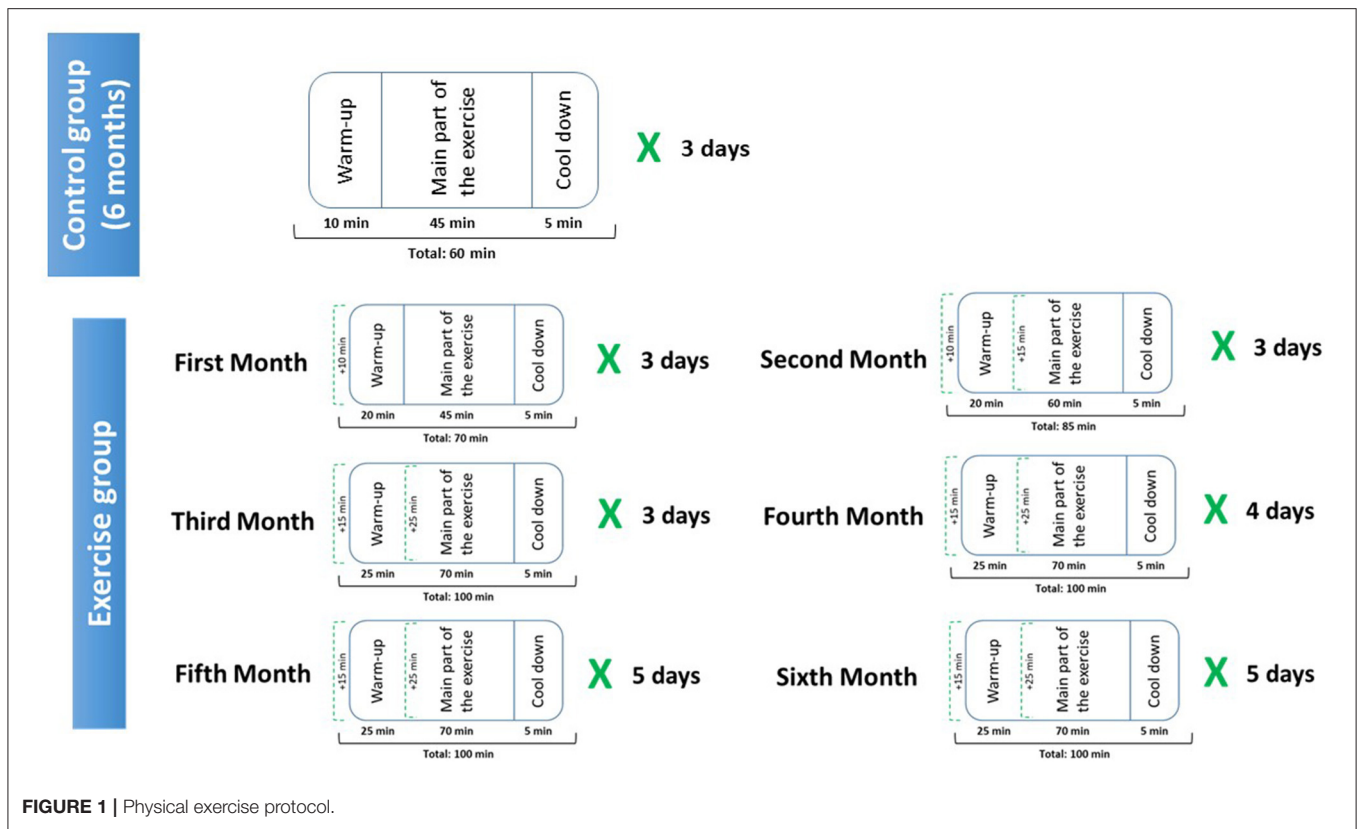 Control group
(6 months)
Warm-up
Main part of
the exercise
Cool down
10 min
45 min
5 min
Total: 60 min
X 3 days
Exercise group
First Month
+10 min
Warm-up
Main part of
the exercise
Cool down
20 min
45 min
5 min
Total: 70 min
X 3 days
Second Month
+10 min
Warm-up
+15 min
Main part of
the exercise
Cool down
20 min
60 min
5 min
Total: 85 min
X 3 days
Third Month
+15 min
Warm-up
+25 min
Main part of
the exercise
Cool down
25 min
70 min
5 min
Total: 100 min
X 3 days
Fourth Month
+15 min
Warm-up
+25 min
Main part of
the exercise
Cool down
25 min
70 min
5 min
Total: 100 min
X 4 days
Fifth Month
+15 min
Warm-up
+25 min
Main part of
the exercise
Cool down
25 min
70 min
5 min
Total: 100 min
X 5 days
Sixth Month
+15 min
Warm-up
+25 min
Main part of
the exercise
Cool down
25 min
70 min
5 min
Total: 100 min
X 5 days
FIGURE 1 | Physical exercise protocol.